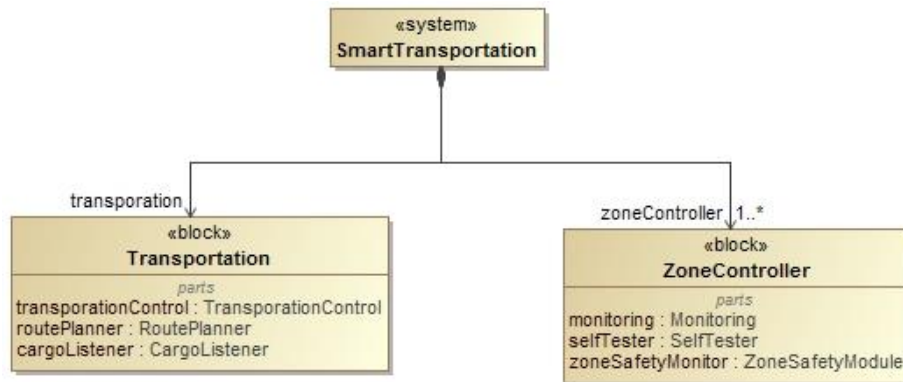 «system»
SmartTransportation
transporation
«block»
Transportation
parts
transporationControl : TransporationControl
routePlanner : RoutePlanner
cargoListener : CargoListener
zoneController 1..*
«block»
ZoneController
parts
monitoring : Monitoring
selfTester : SelfTester
zoneSafetyMonitor : ZoneSafetyModule